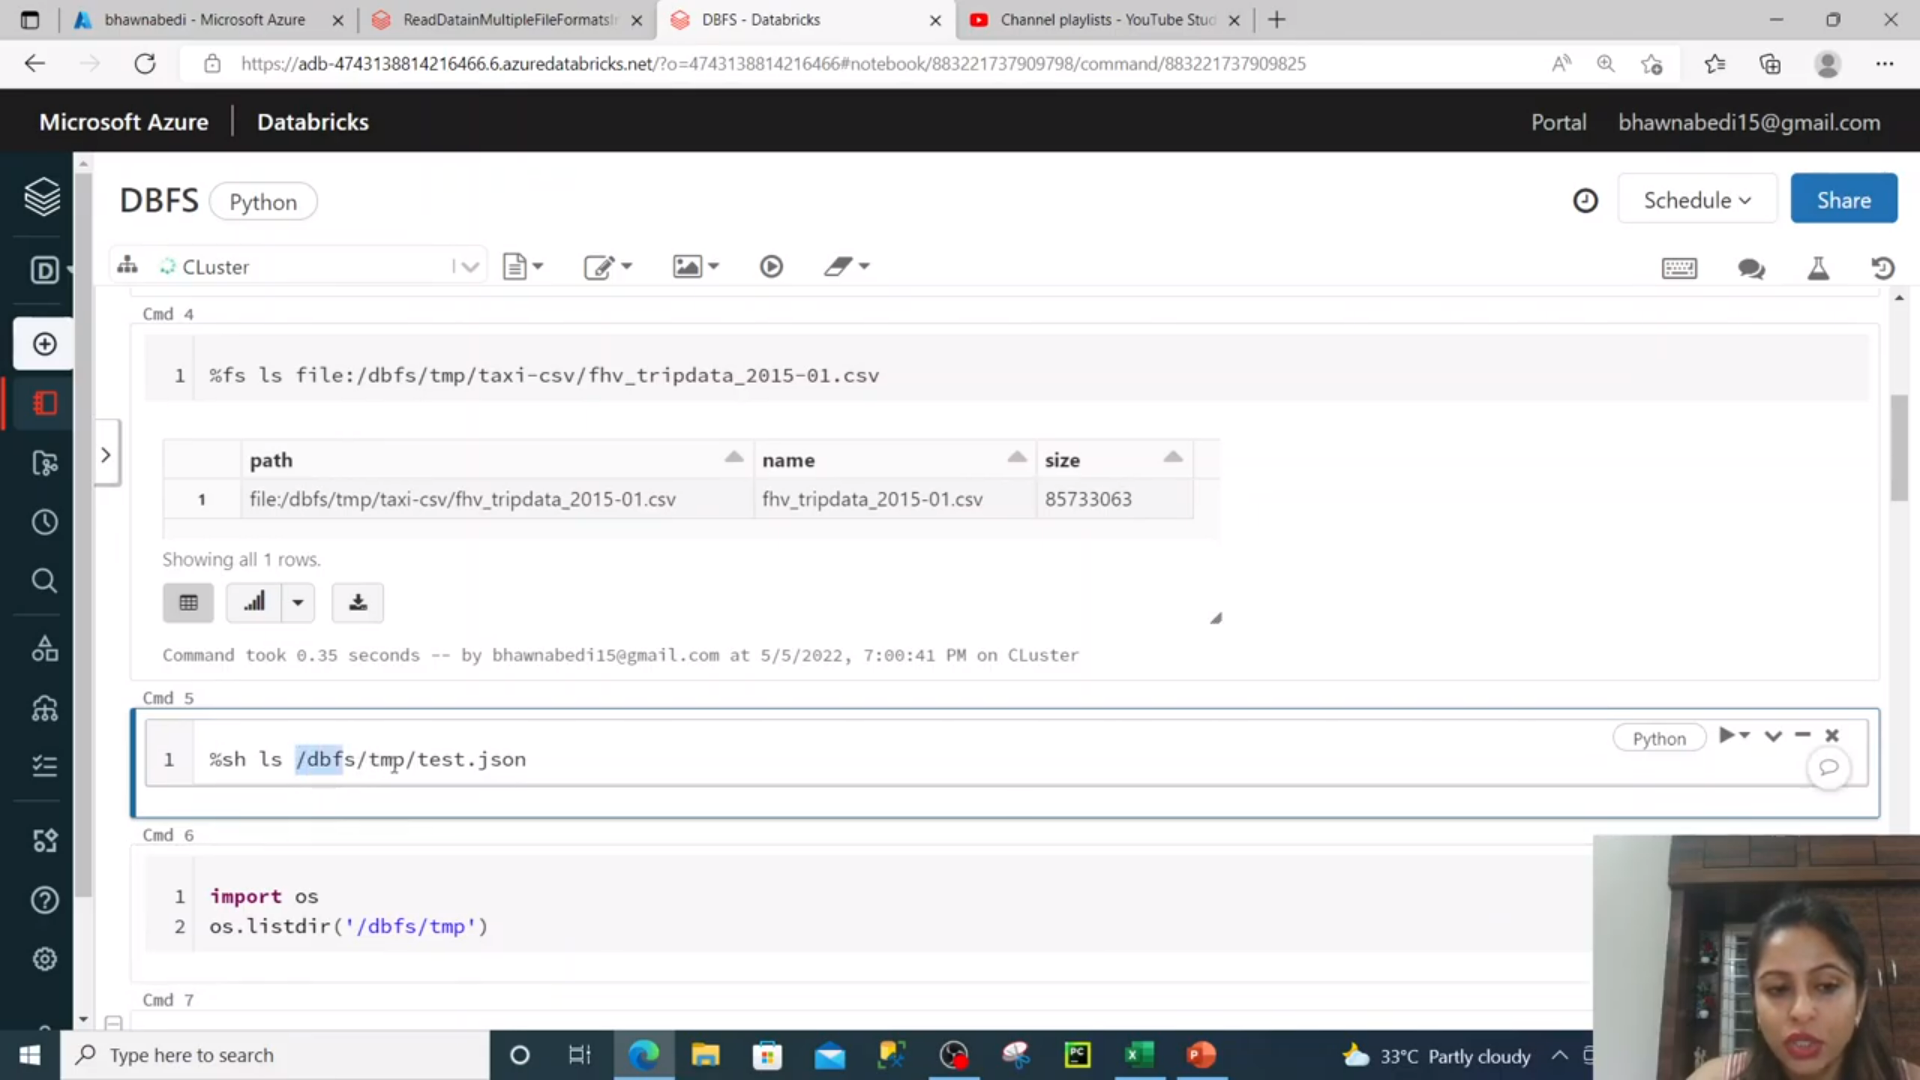 bhawnabedi - Microsoft Azure
ReadDatainMultipleFileFormatsI
DBFS - Databricks
Channel playlists - YouTube Stud
https://adb-4743138814216466.6.azuredatabricks.net/?o=4743138814216466#notebook/883221737909798/command/883221737909825
Microsoft Azure
Databricks
Portal
bhawnabedi15@gmail.com
DBFS
Python
Schedule
Share
CLuster
Cmd 4
1
%fs ls file:/dbfs/tmp/taxi-csv/fhv_tripdata_2015-01.csv
path name size
1 file:/dbfs/tmp/taxi-csv/fhv_tripdata_2015-01.csv fhv_tripdata_2015-01.csv 85733063
Showing all 1 rows.
Command took 0.35 seconds -- by bhawnabedi15@gmail.com at 5/5/2022, 7:00:41 PM on CLuster
Cmd 5
Python
1 %sh ls /dbfs/tmp/test.json
Cmd 6
1 import os
2 os.listdir('/dbfs/tmp')
Cmd 7
Type here to search
33°C Partly cloudy